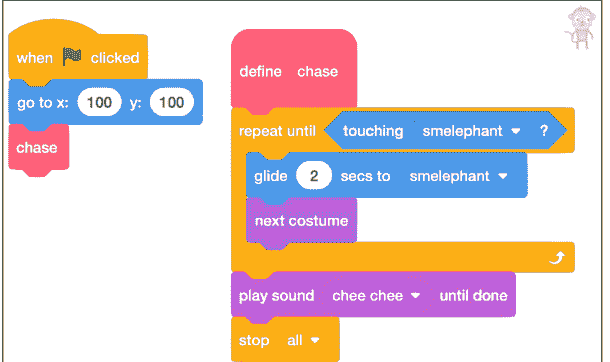 when clicked
go to x: 100 y: 100
chase
define chase
repeat until touching smelephant ?
glide 2 secs to smelephant
next costume
play sound chee chee until done
stop all